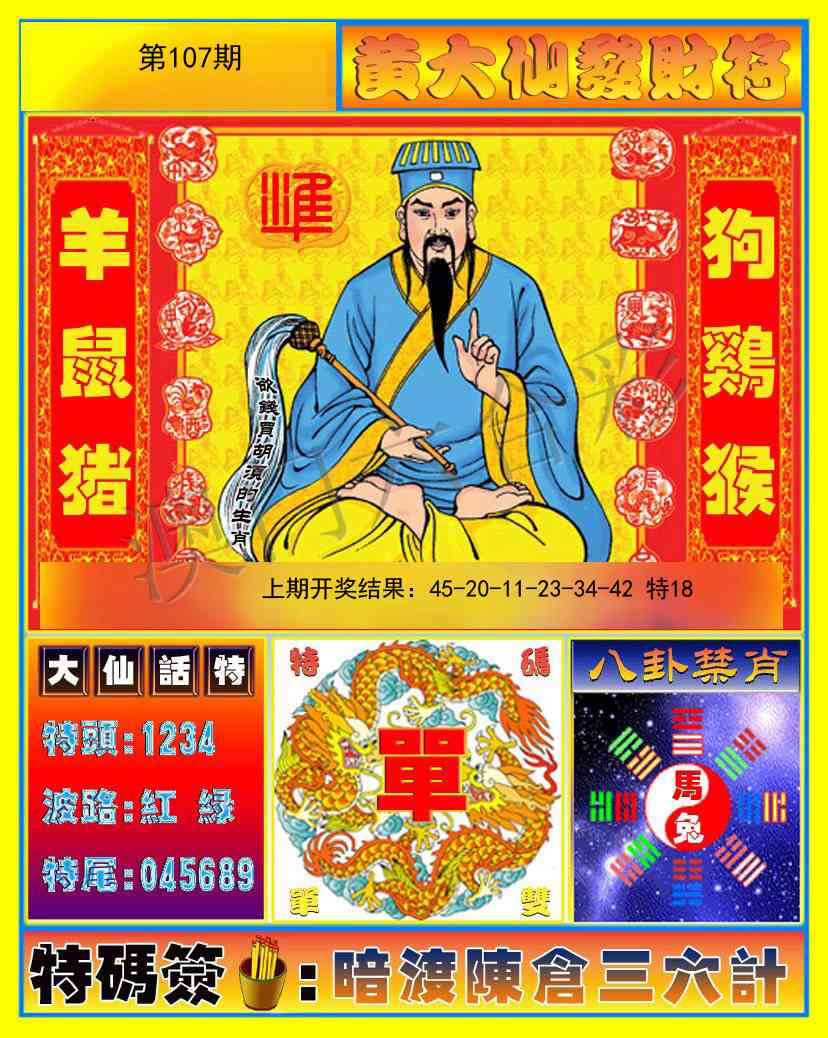 第107期
黄大仙發財符
羊鼠猪
狗鷄猴
欲錢買胡滇的生肖
上期开奖结果：45-20-11-23-34-42 特18
大仙話特
特頭:1234
波路:紅 緑
特尾:045689
特碼
單
單雙
八卦禁肖
馬兔
特碼簽:暗渡陳倉三六計